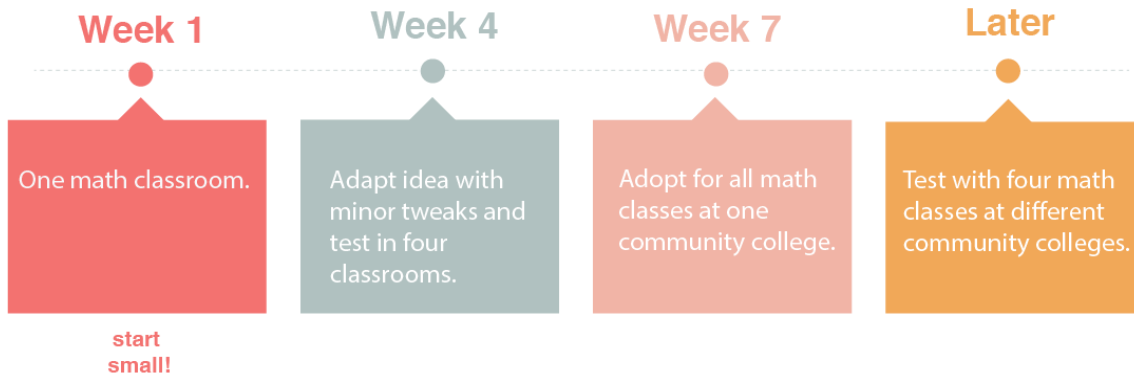 Week 1
Week 4
Week 7
Later
One math classroom.
Adapt idea with
minor tweaks and
test in four
classrooms.
Adopt for all math
classes at one
community college.
Test with four math
classes at different
community colleges.
start
small!